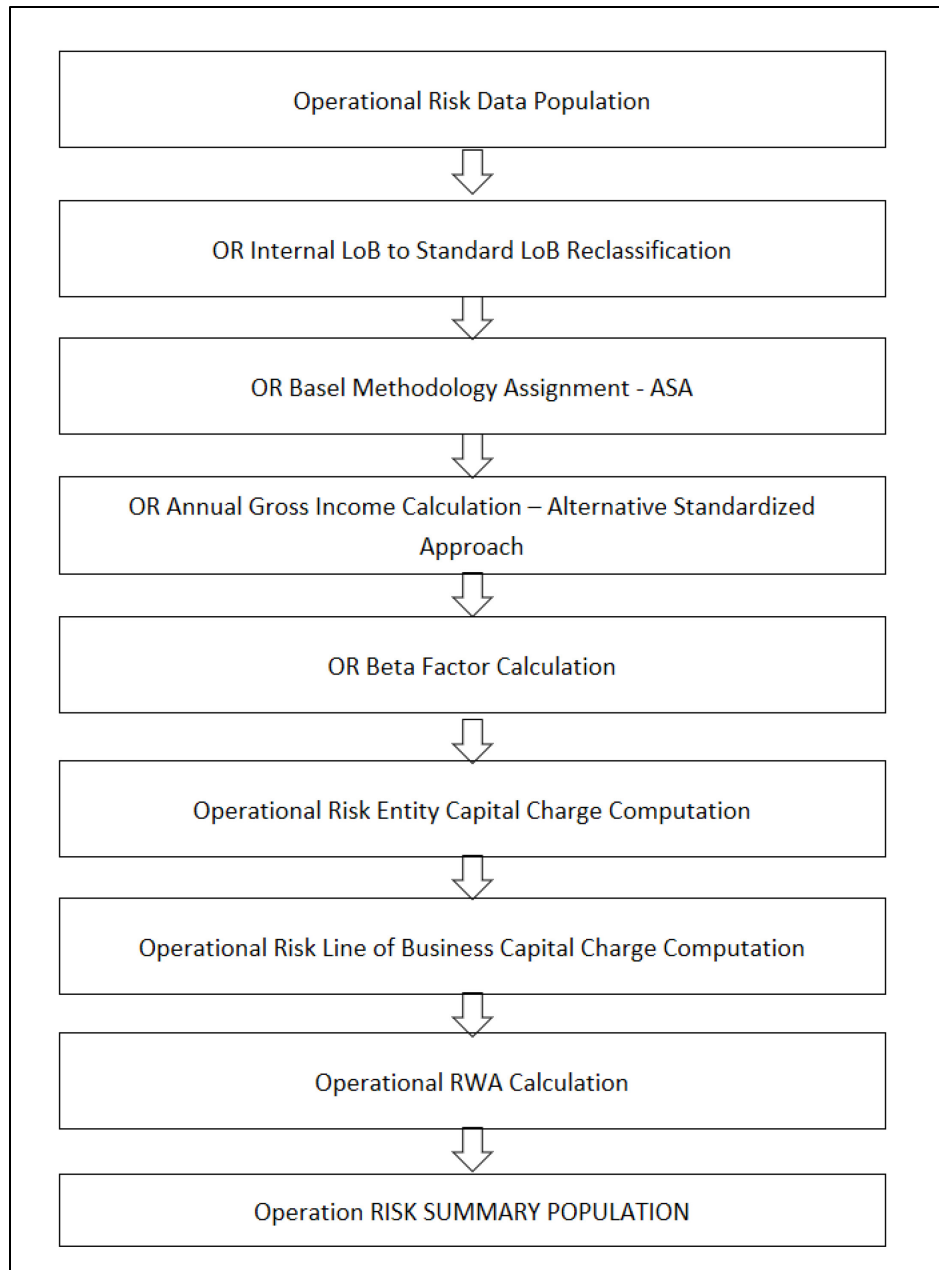 Operational Risk Data Population
OR Internal LoB to Standard LoB Reclassification
OR Basel Methodology Assignment - ASA
OR Annual Gross Income Calculation – Alternative Standardized
Approach
OR Beta Factor Calculation
Operational Risk Entity Capital Charge Computation
Operational Risk Line of Business Capital Charge Computation
Operational RWA Calculation
Operation RISK SUMMARY POPULATION